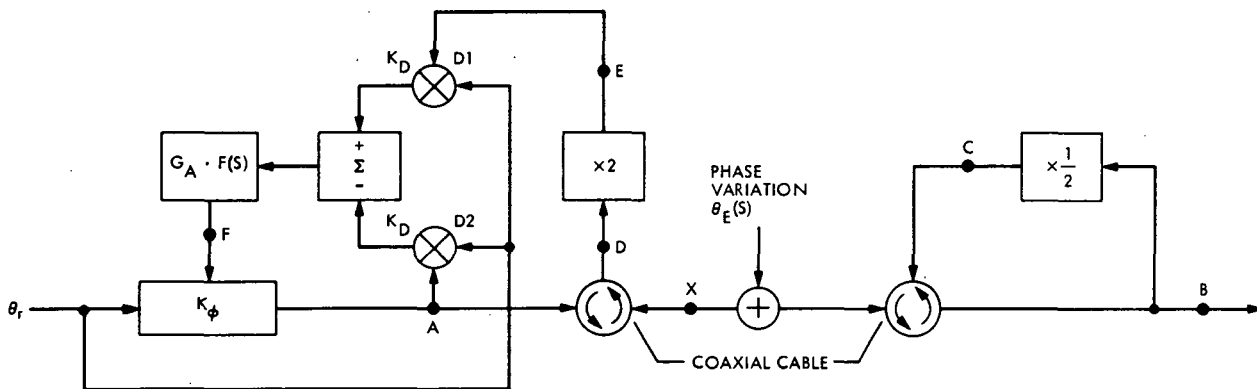 E
K_D
D1
G_A · F(S)
+
Σ
-
×2
PHASE
VARIATION
θ_E(S)
C
×1/2
K_D
D2
F
D
X
+
B
θ_r
K_ϕ
A
COAXIAL CABLE